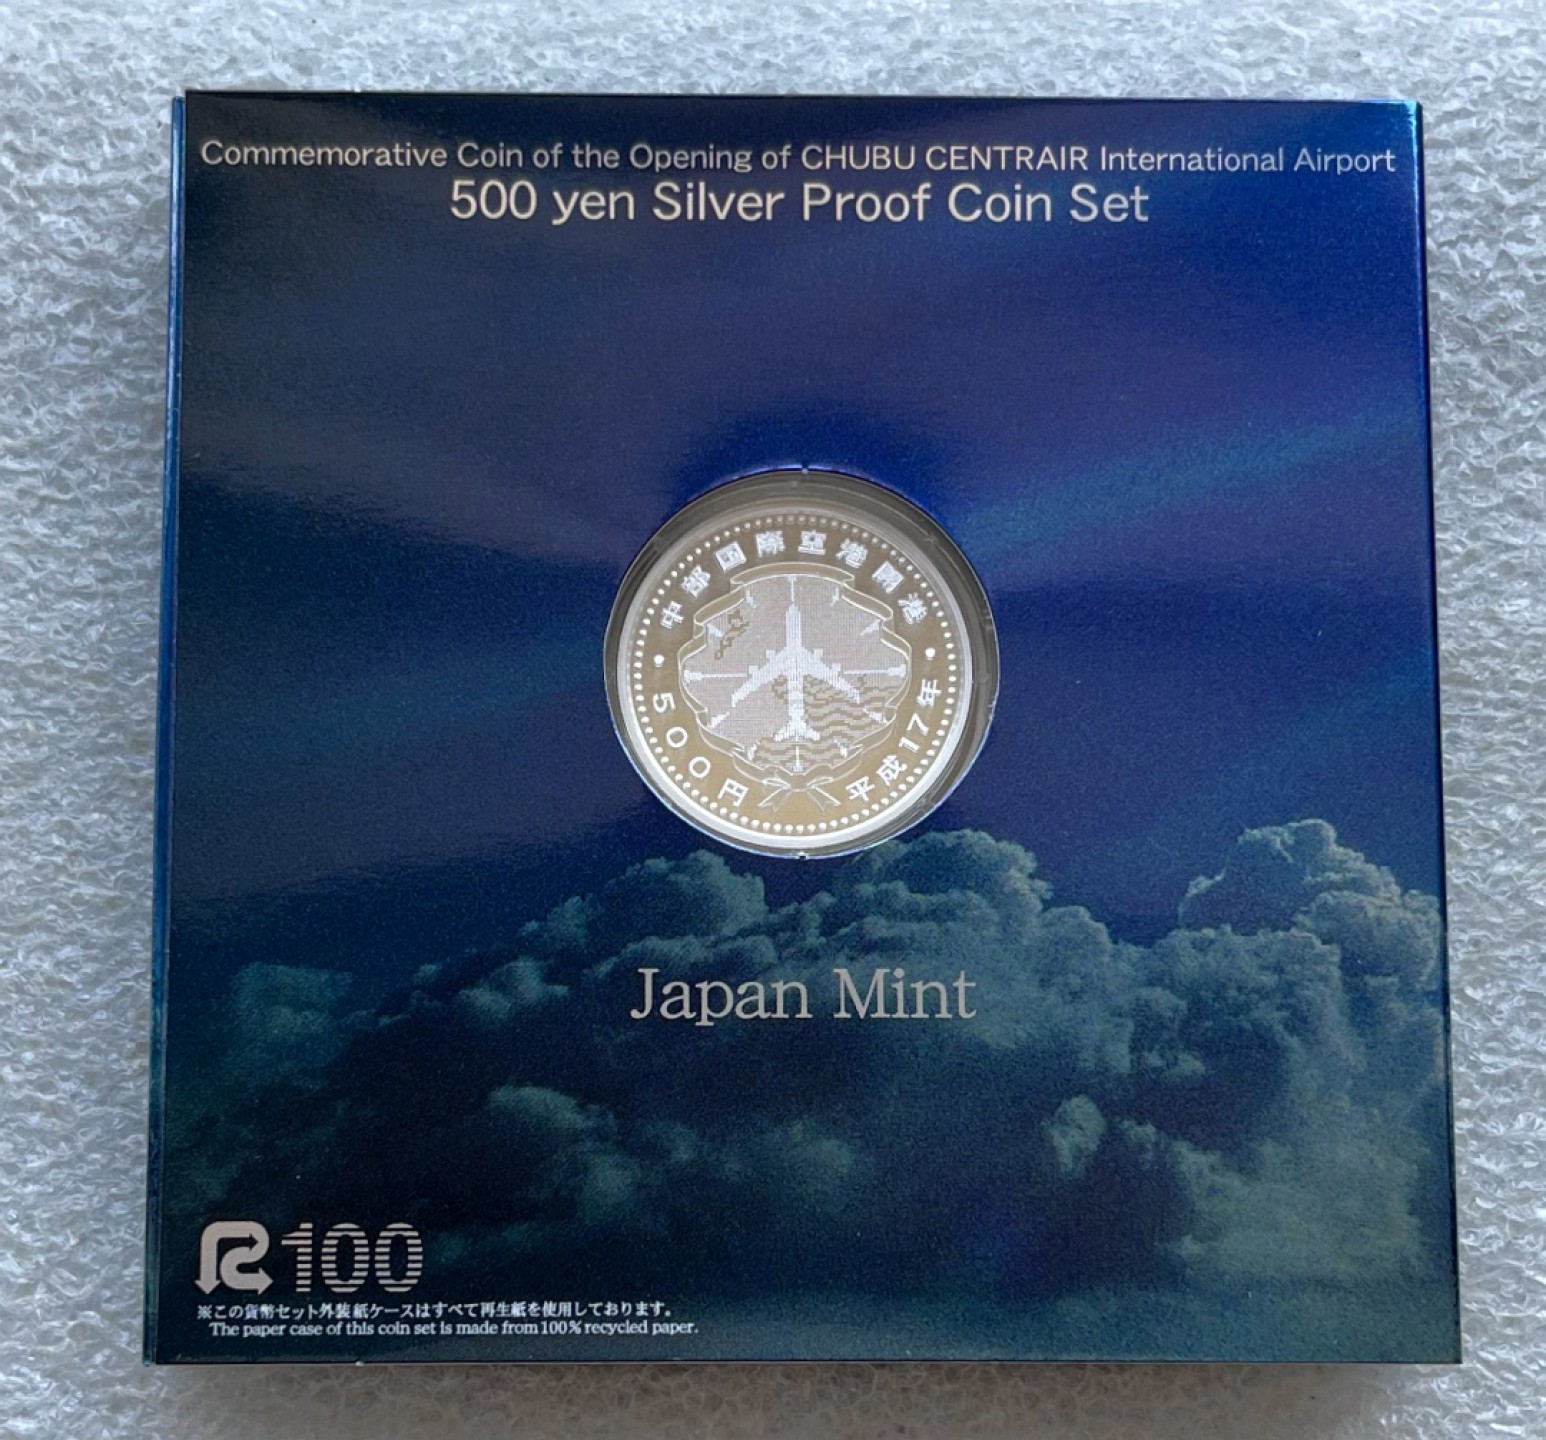 Commemorative Coin of the Opening of CHUBU CENTRAIR International Airport
500 yen Silver Proof Coin Set
中部国際空港開港
500円 平成17年
Japan Mint
R100
※この貨幣セット外装紙ケースはすべて再生紙を使用しております。
The paper case of this coin set is made from 100% recycled paper.